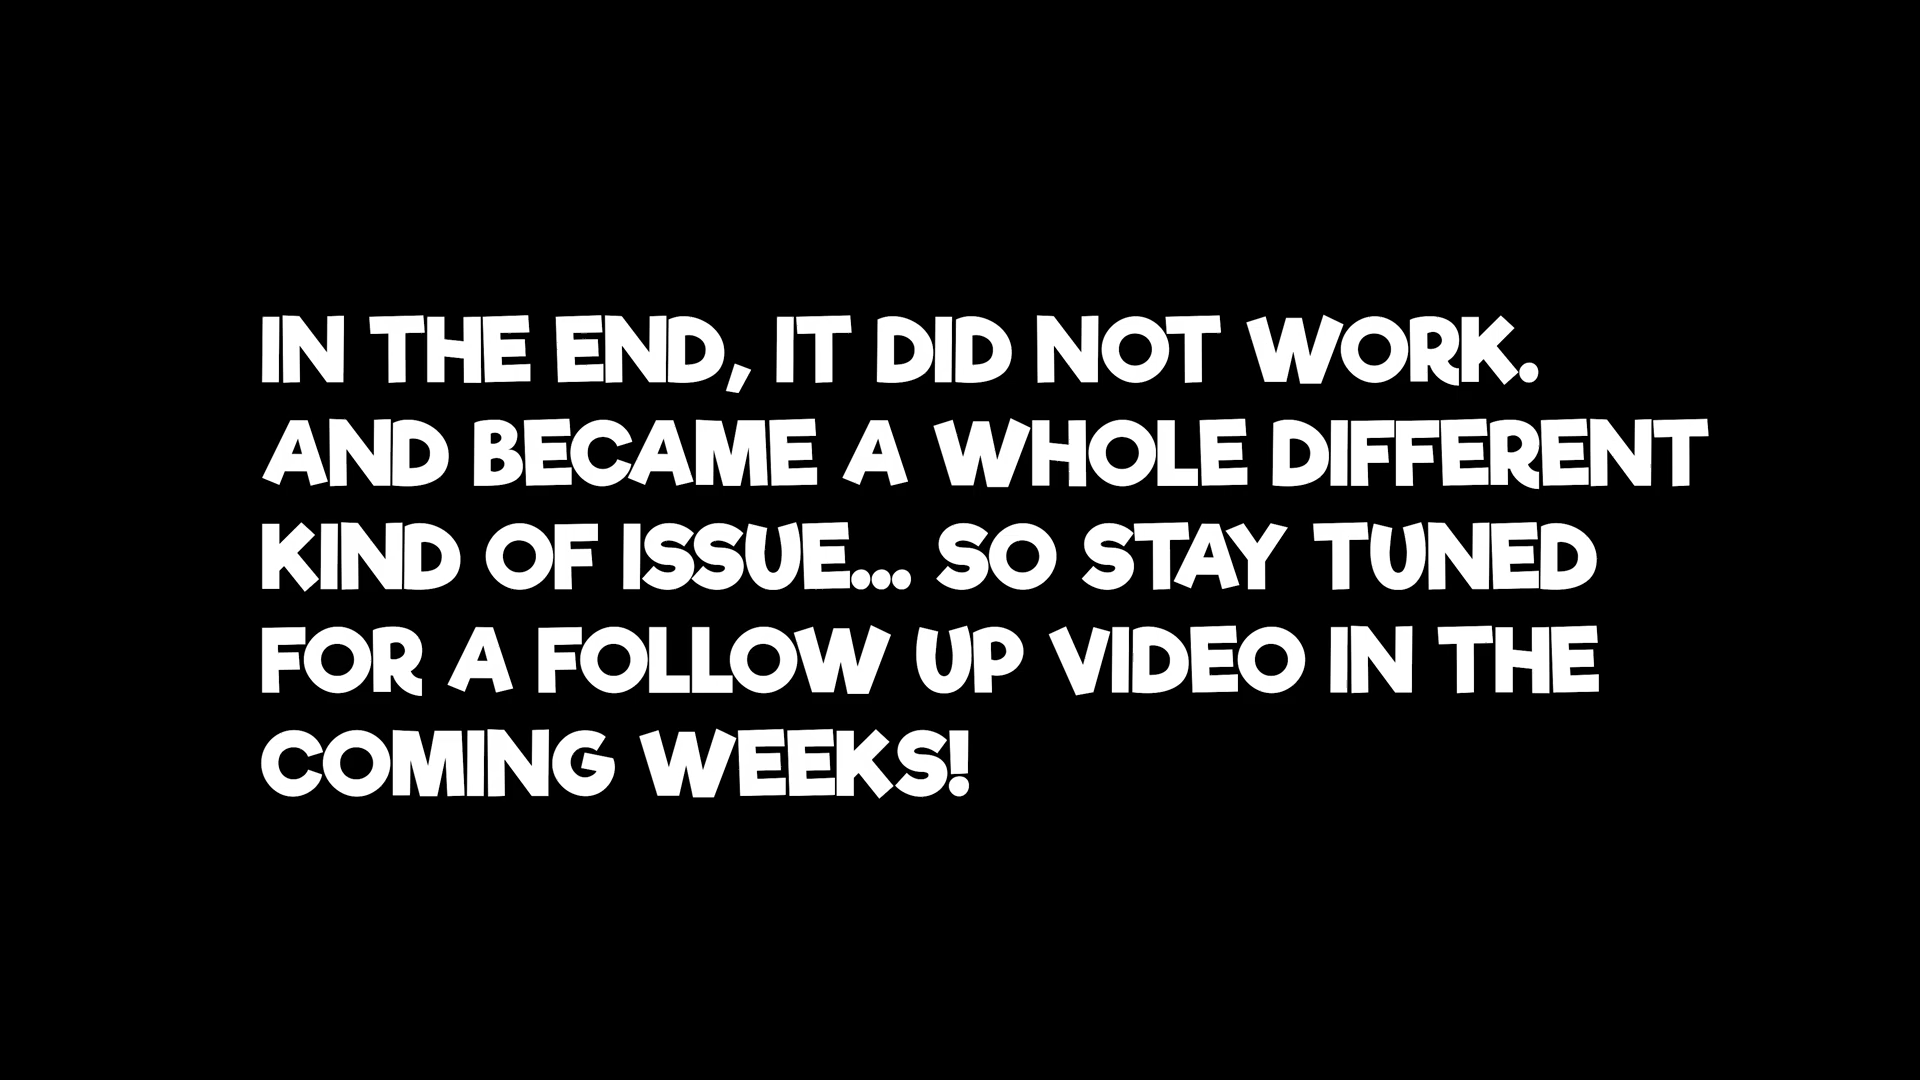 IN THE END, IT DID NOT WORK.
AND BECAME A WHOLE DIFFERENT
KIND OF ISSUE... SO STAY TUNED
FOR A FOLLOW UP VIDEO IN THE
COMING WEEKS!